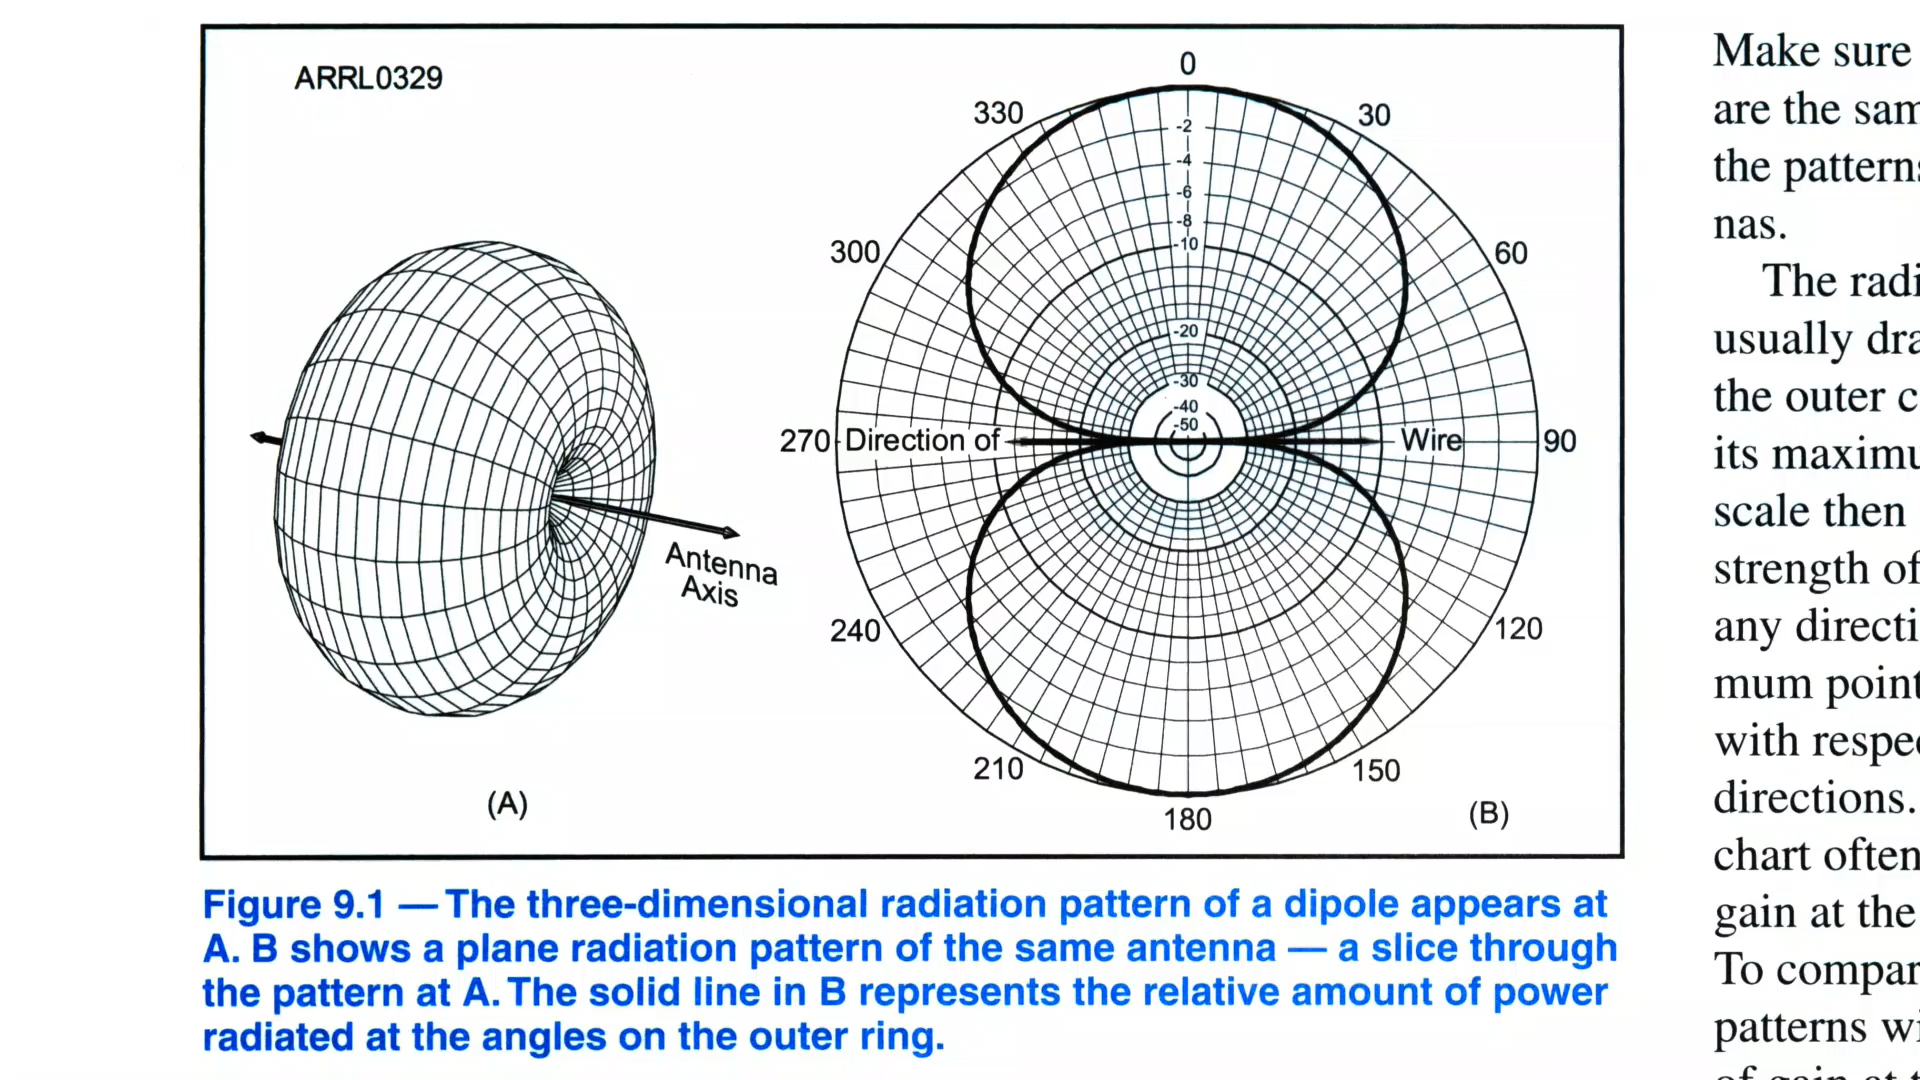 ARRL0329
Antenna
Axis
(A)
0
330
30
-2
-4
-6
-8
-10
300
60
-20
-30
-40
-50
270 Direction of
Wire
90
240
120
210
150
180
(B)
Figure 9.1 — The three-dimensional radiation pattern of a dipole appears at
A. B shows a plane radiation pattern of the same antenna — a slice through
the pattern at A. The solid line in B represents the relative amount of power
radiated at the angles on the outer ring.
Make sure
are the sam
the patterns
nas.
The radi
usually dra
the outer c
its maximu
scale then
strength of
any directi
mum point
with respec
directions.
chart often
gain at the
To compar
patterns wi
of gain at t